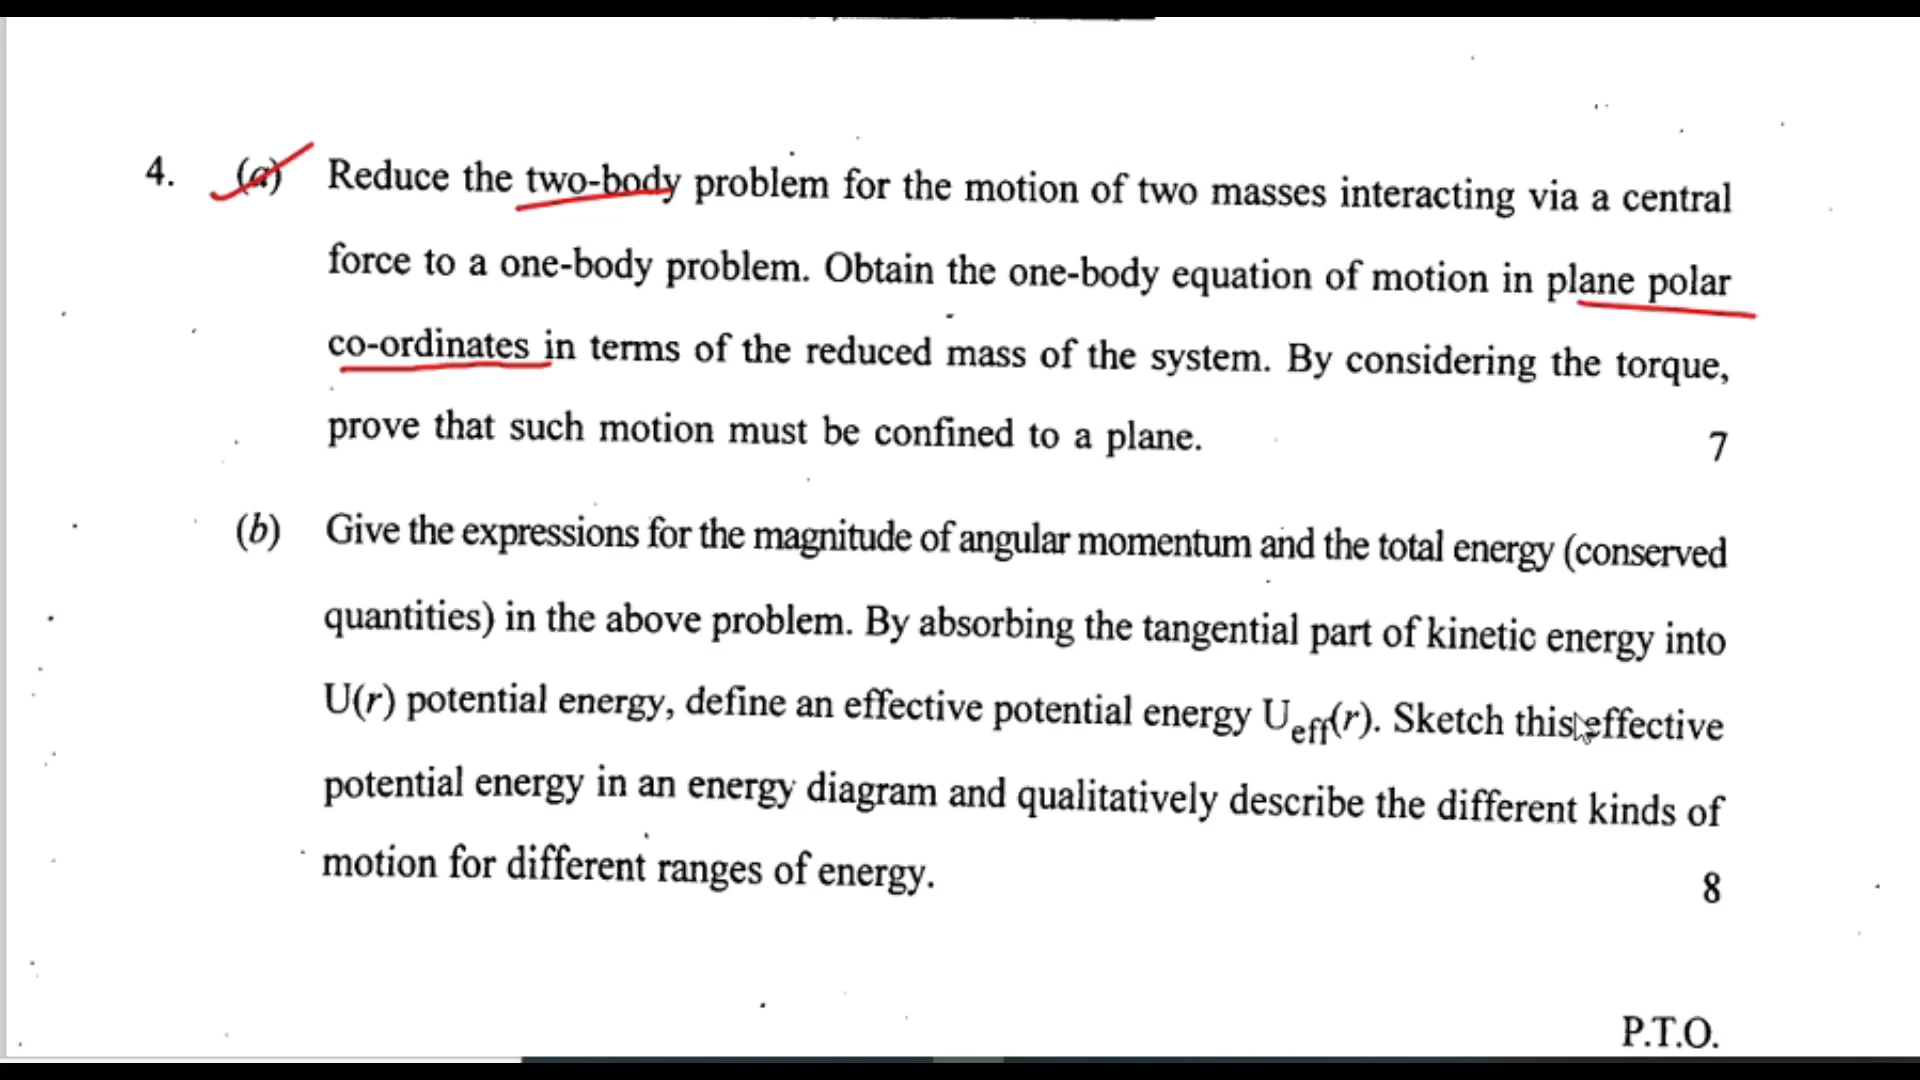 4. (a) Reduce the two-body problem for the motion of two masses interacting via a central
force to a one-body problem. Obtain the one-body equation of motion in plane polar
co-ordinates in terms of the reduced mass of the system. By considering the torque,
prove that such motion must be confined to a plane. 7
(b) Give the expressions for the magnitude of angular momentum and the total energy (conserved
quantities) in the above problem. By absorbing the tangential part of kinetic energy into
U(r) potential energy, define an effective potential energy Ueff(r). Sketch this effective
potential energy in an energy diagram and qualitatively describe the different kinds of
motion for different ranges of energy. 8
P.T.O.